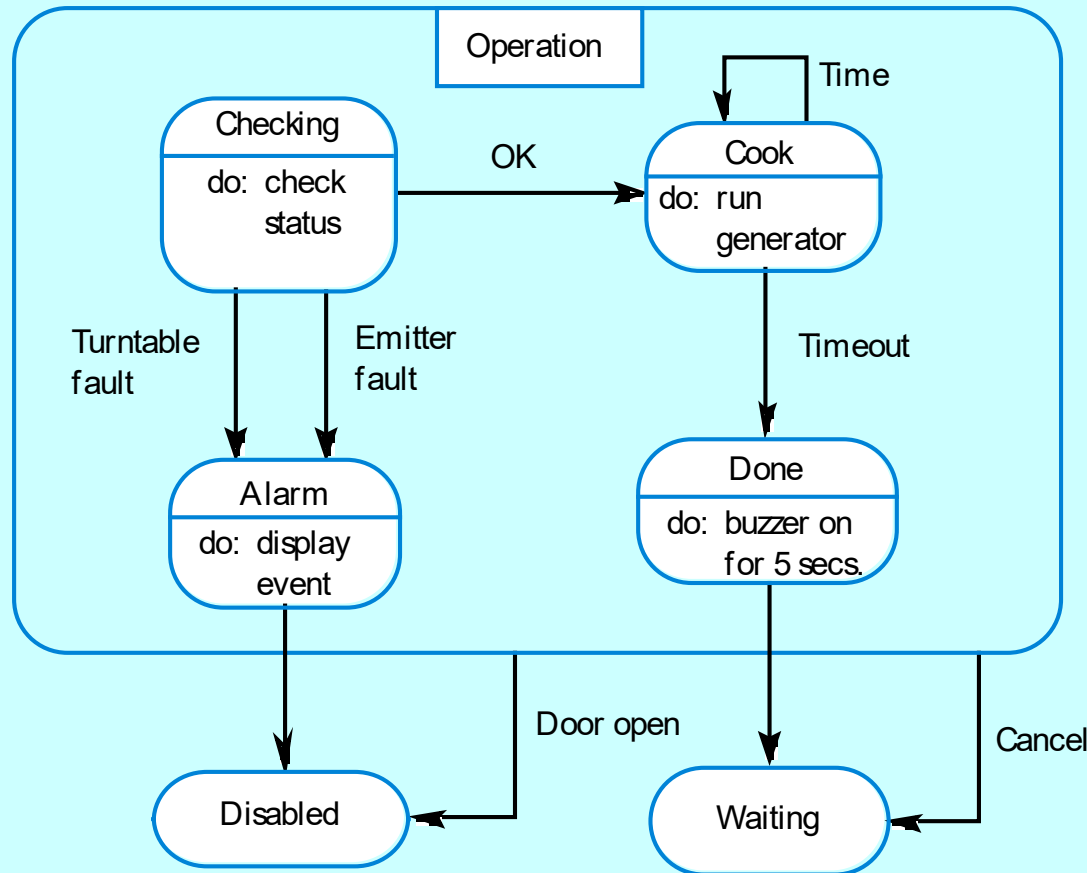 Operation
Time
Checking
OK
Cook
do: check
status
do: run
generator
Turntable
fault
Emitter
fault
Timeout
Alarm
do: display
event
Done
do: buzzer on
for 5 secs.
Door open
Cancel
Disabled
Waiting